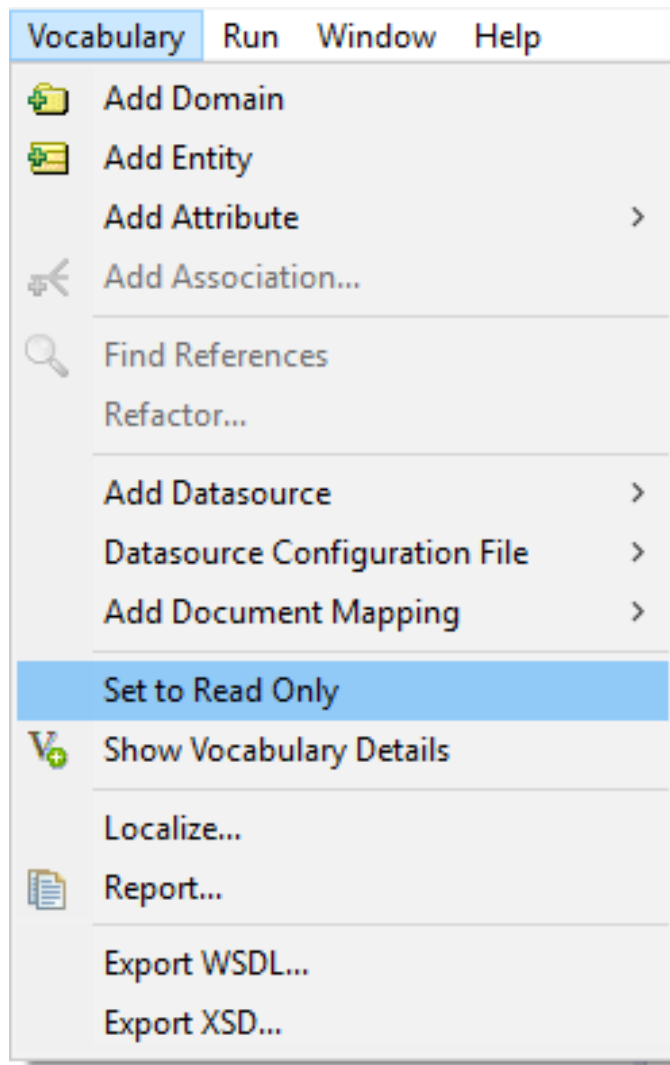 Vocabulary Run Window Help
Add Domain
Add Entity
Add Attribute
Add Association...
Find References
Refactor...
Add Datasource
Datasource Configuration File
Add Document Mapping
Set to Read Only
Show Vocabulary Details
Localize...
Report...
Export WSDL...
Export XSD...